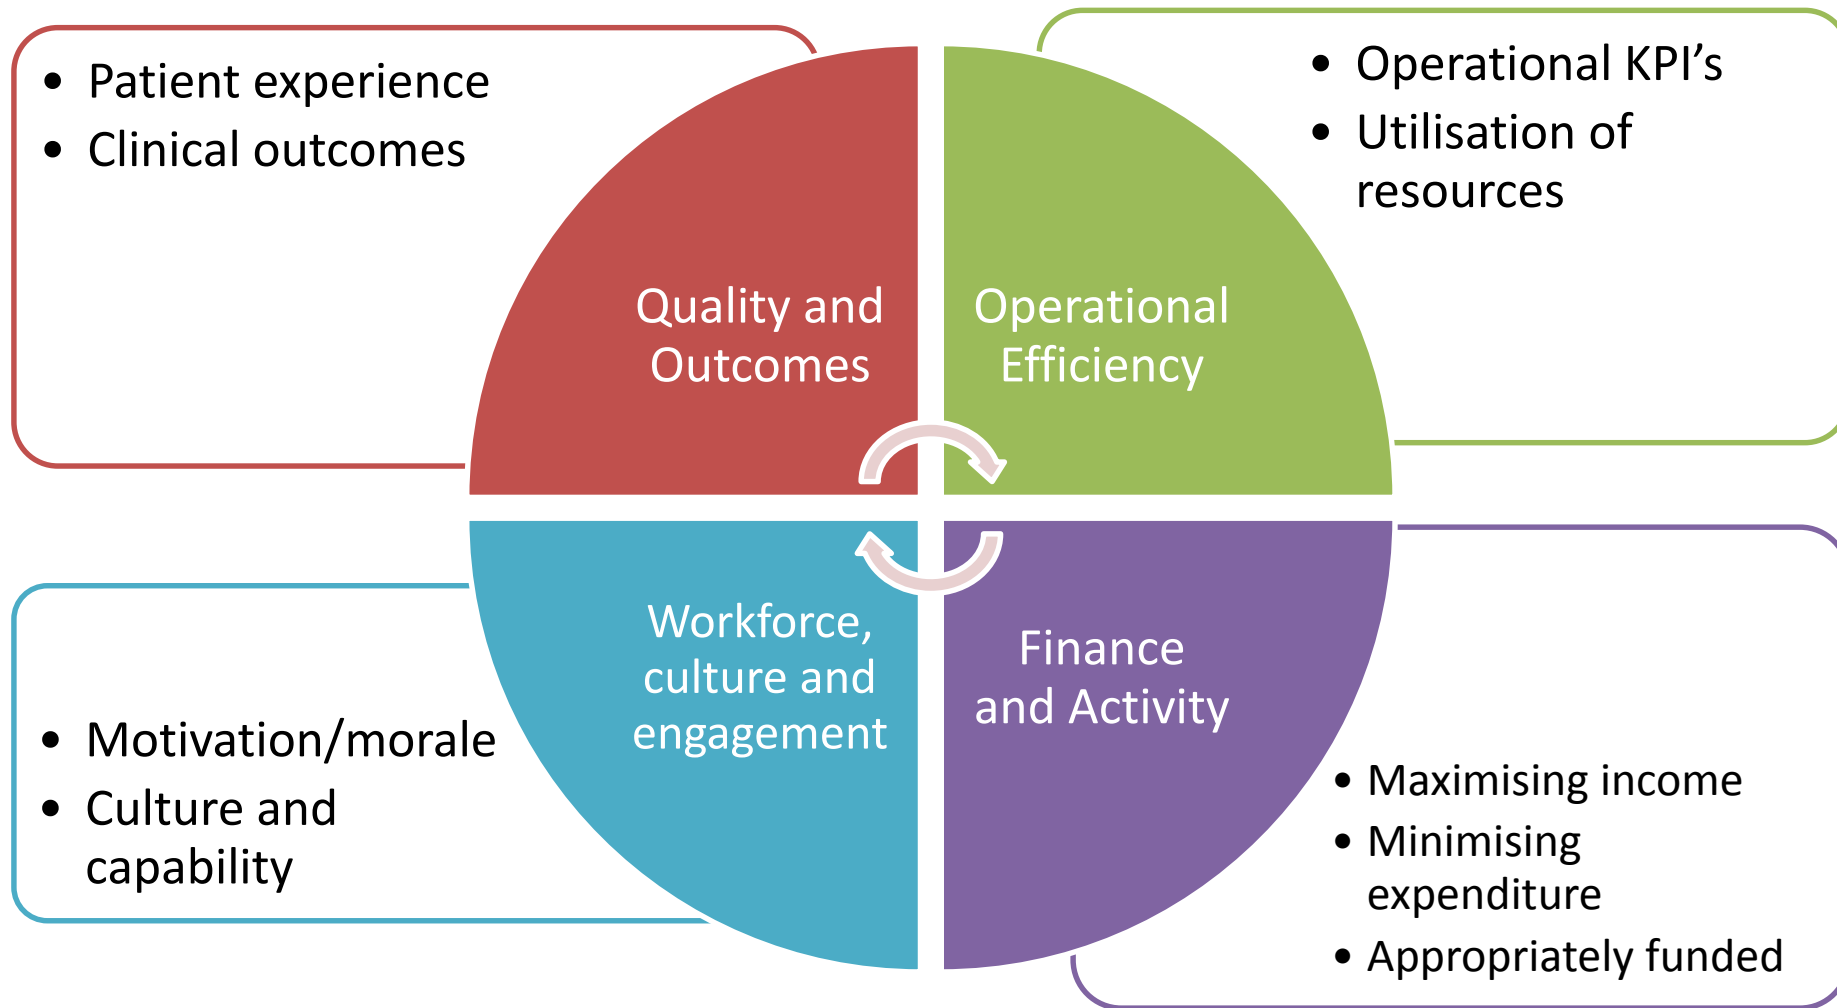 • Patient experience
• Clinical outcomes
• Operational KPI’s
• Utilisation of
resources
Quality and
Outcomes
Operational
Efficiency
Workforce,
culture and
engagement
Finance
and Activity
• Motivation/morale
• Culture and
capability
• Maximising income
• Minimising
expenditure
• Appropriately funded